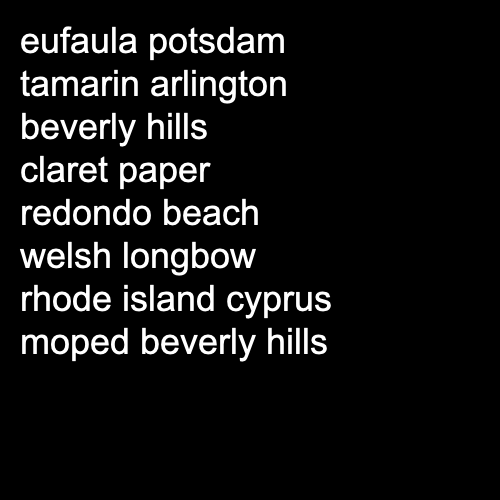 eufaula potsdam
tamarin arlington
beverly hills
claret paper
redondo beach
welsh longbow
rhode island cyprus
moped beverly hills